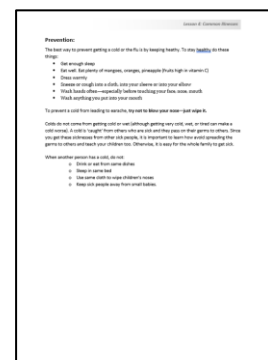 Lesson 4: Common Illnesses
Prevention:
The best way to prevent getting a cold or the flu is by keeping healthy. To stay healthy do these
things:
• Get enough sleep
• Eat well. Eat plenty of mangoes, oranges, pineapple (fruits high in vitamin C)
• Dress warmly
• Sneeze or cough into a cloth, into your sleeve or into your elbow
• Wash hands often—especially before touching your face, nose, mouth
• Wash anything you put into your mouth
To prevent a cold from leading to earache, try not to blow your nose—just wipe it.
Colds do not come from getting cold or wet (although getting very cold, wet, or tired can make a
cold worse). A cold is 'caught' from others who are sick and they pass on their germs to others. Since
you get these sicknesses from other sick people, it is important to learn how avoid spreading the
germs to others and teach your children too. Otherwise, it is easy for the whole family to get sick.
When another person has a cold, do not:
o Drink or eat from same dishes
o Sleep in same bed
o Use same cloth to wipe children's noses
o Keep sick people away from small babies.